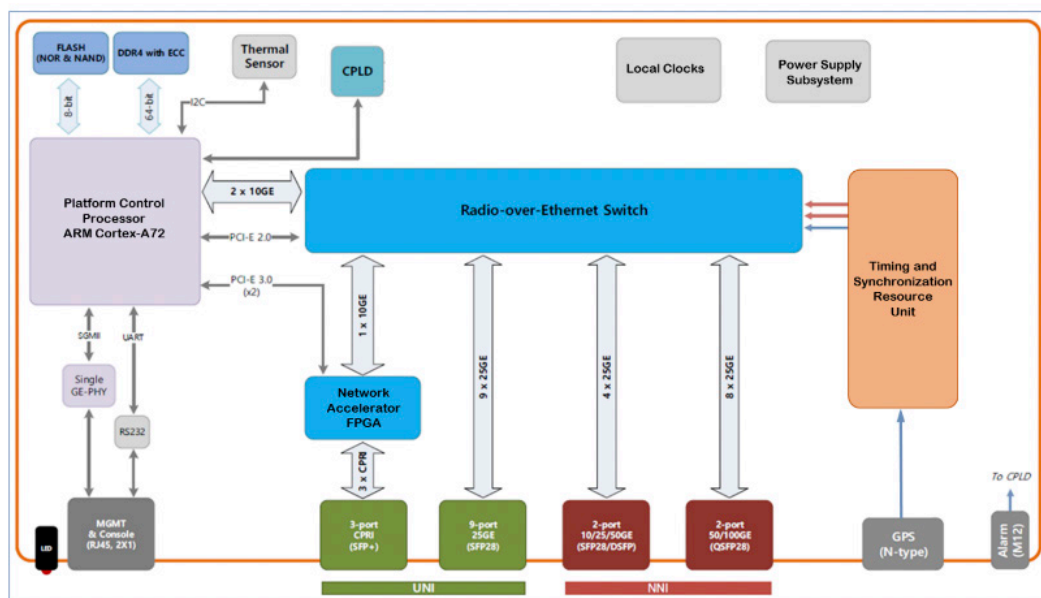 FLASH
(NOR & NAND)
DDR4 with ECC
Thermal
Sensor
CPLD
Local Clocks
Power Supply
Subsystem
8-bit
64-bit
I2C
Platform Control
Processor
ARM Cortex-A72
2 x 10GE
Radio-over-Ethernet Switch
PCI-E 2.0
PCI-E 3.0
(x2)
Timing and
Synchronization
Resource
Unit
SGMII
UART
1 x 10GE
9 x 25GE
4 x 25GE
8 x 25GE
Single
GE-PHY
Network
Accelerator
FPGA
RS232
3 x CPRI
To CPLD
LED
MGMT
& Console
(RJ45, 2X1)
3-port
CPRI
(SFP+)
9-port
25GE
(SFP28)
2-port
10/25/50GE
(SFP28/DSFP)
2-port
50/100GE
(QSFP28)
GPS
(N-type)
Alarm
(M12)
UNI
NNI